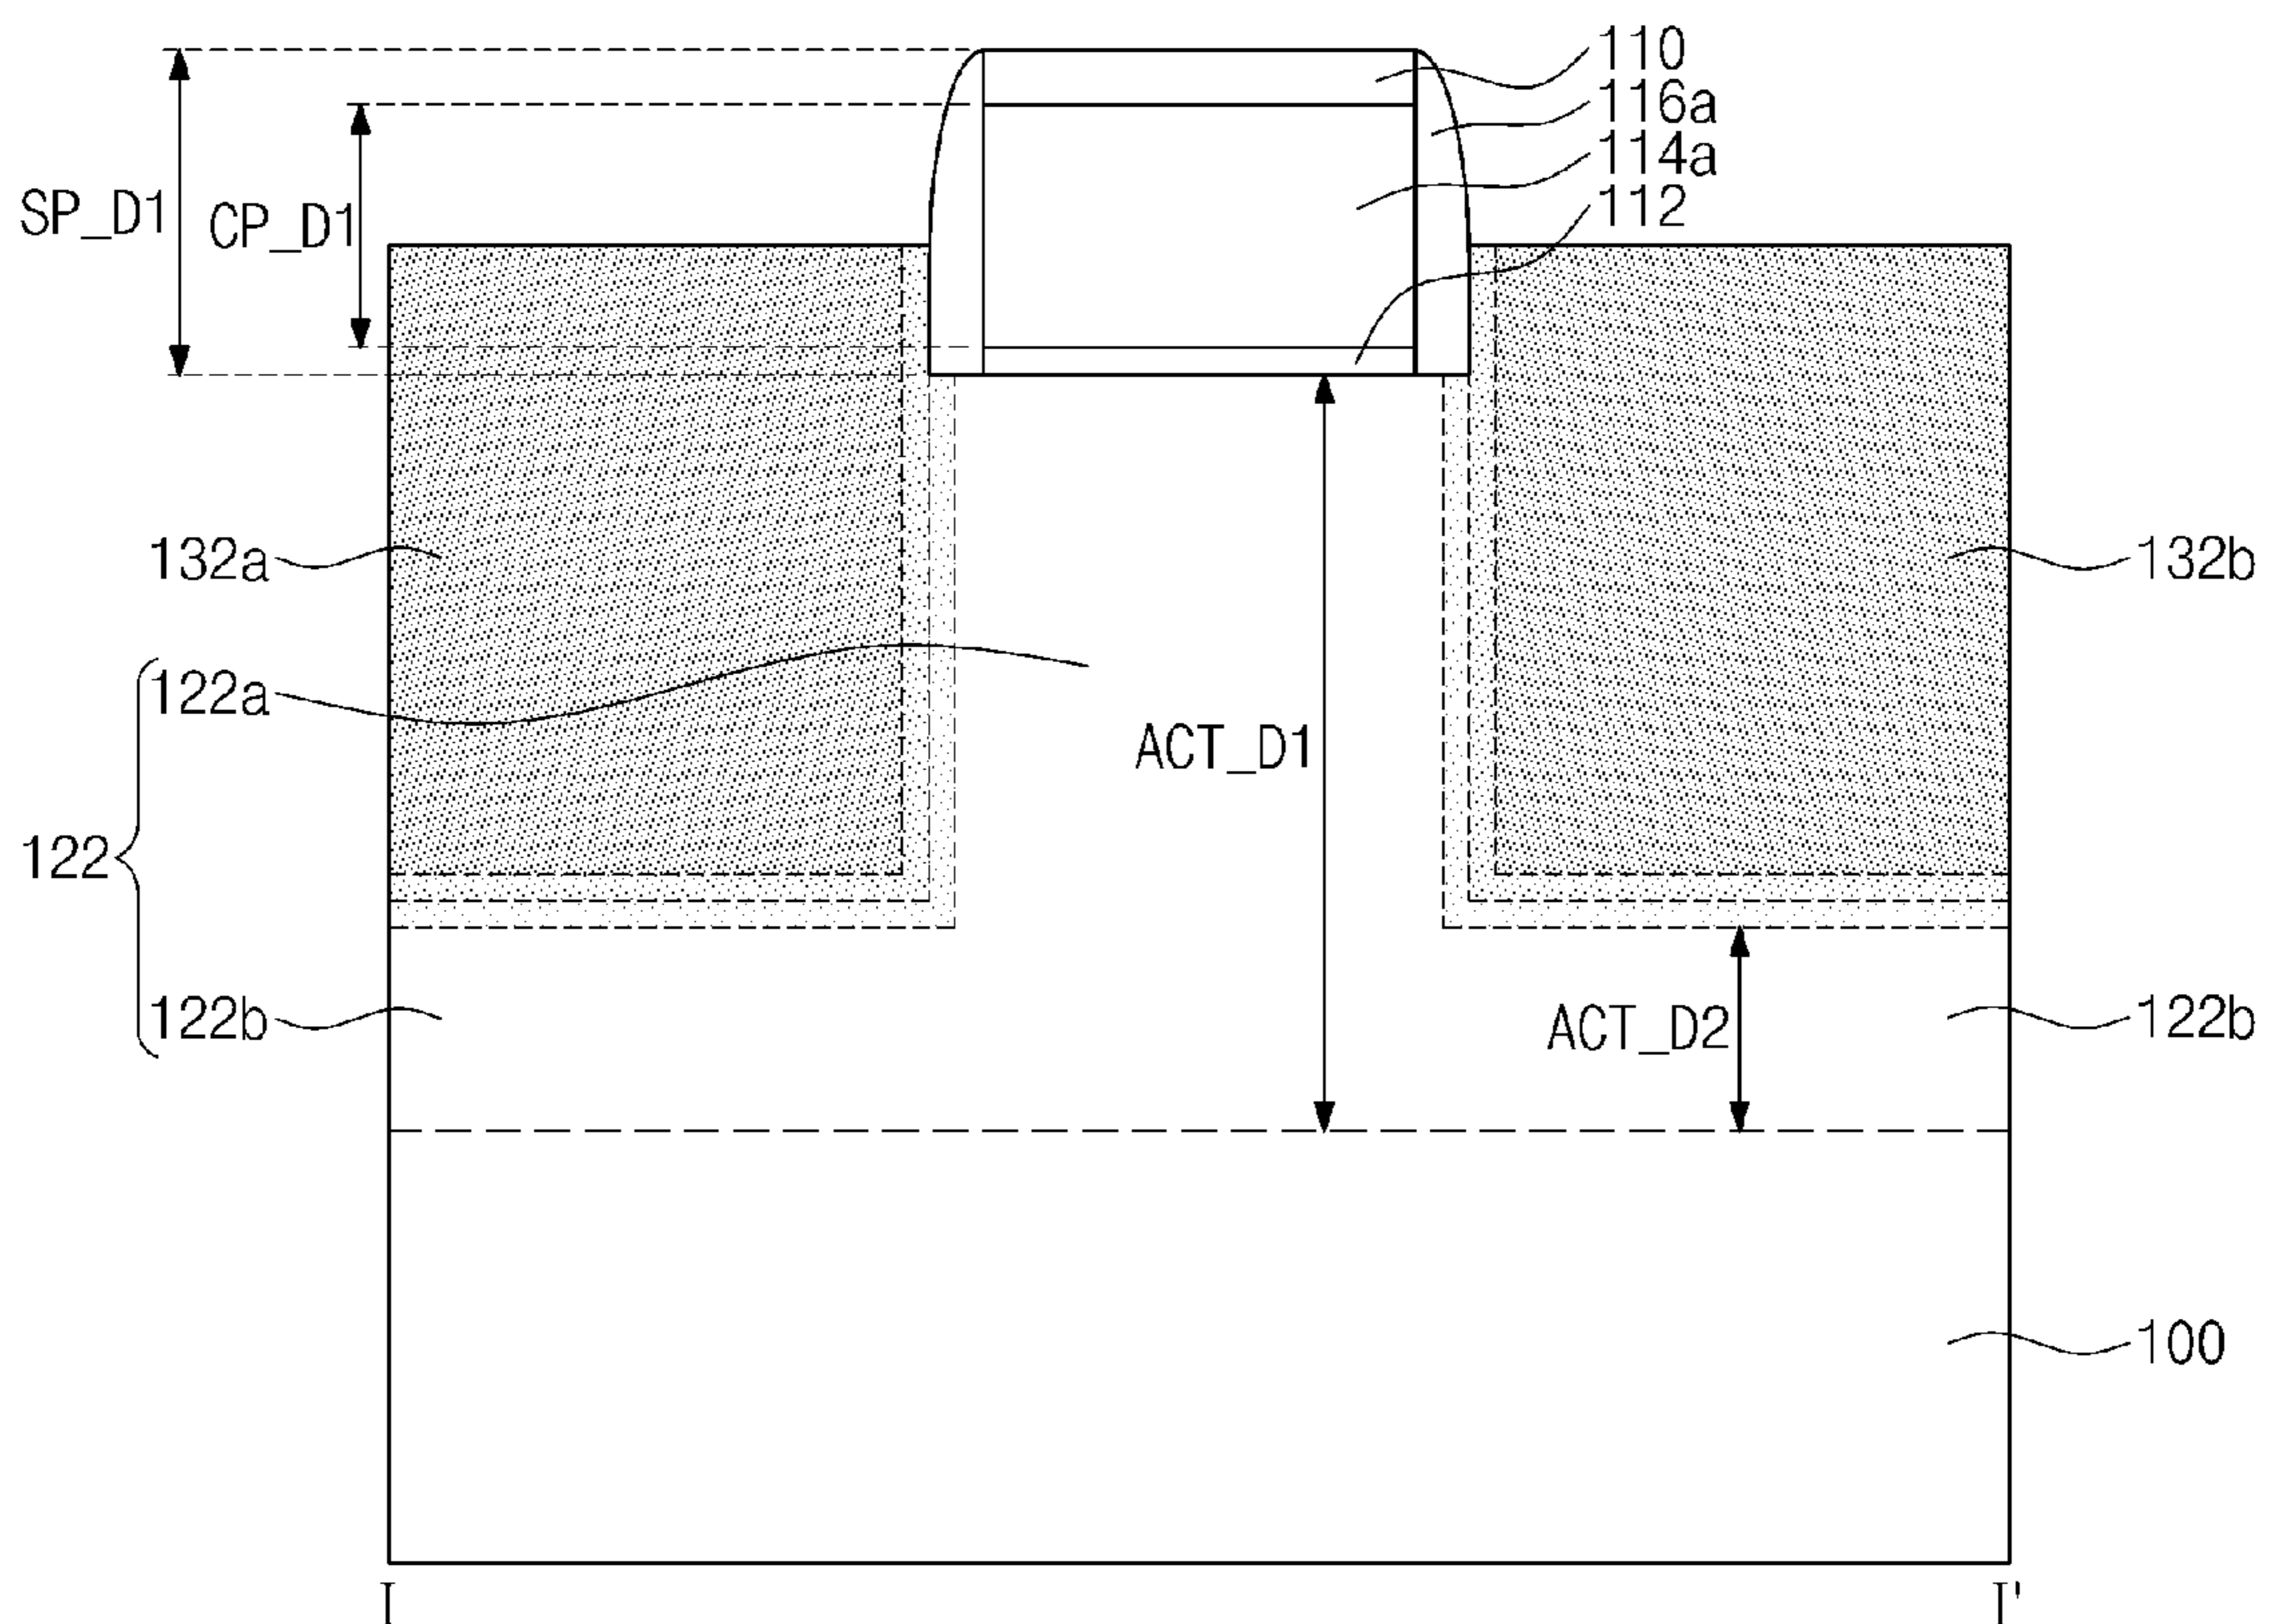 110
116a
114a
112
SP_D1
CP_D1
132a
132b
122a
ACT_D1
122
122b
ACT_D2
122b
100
I
I'